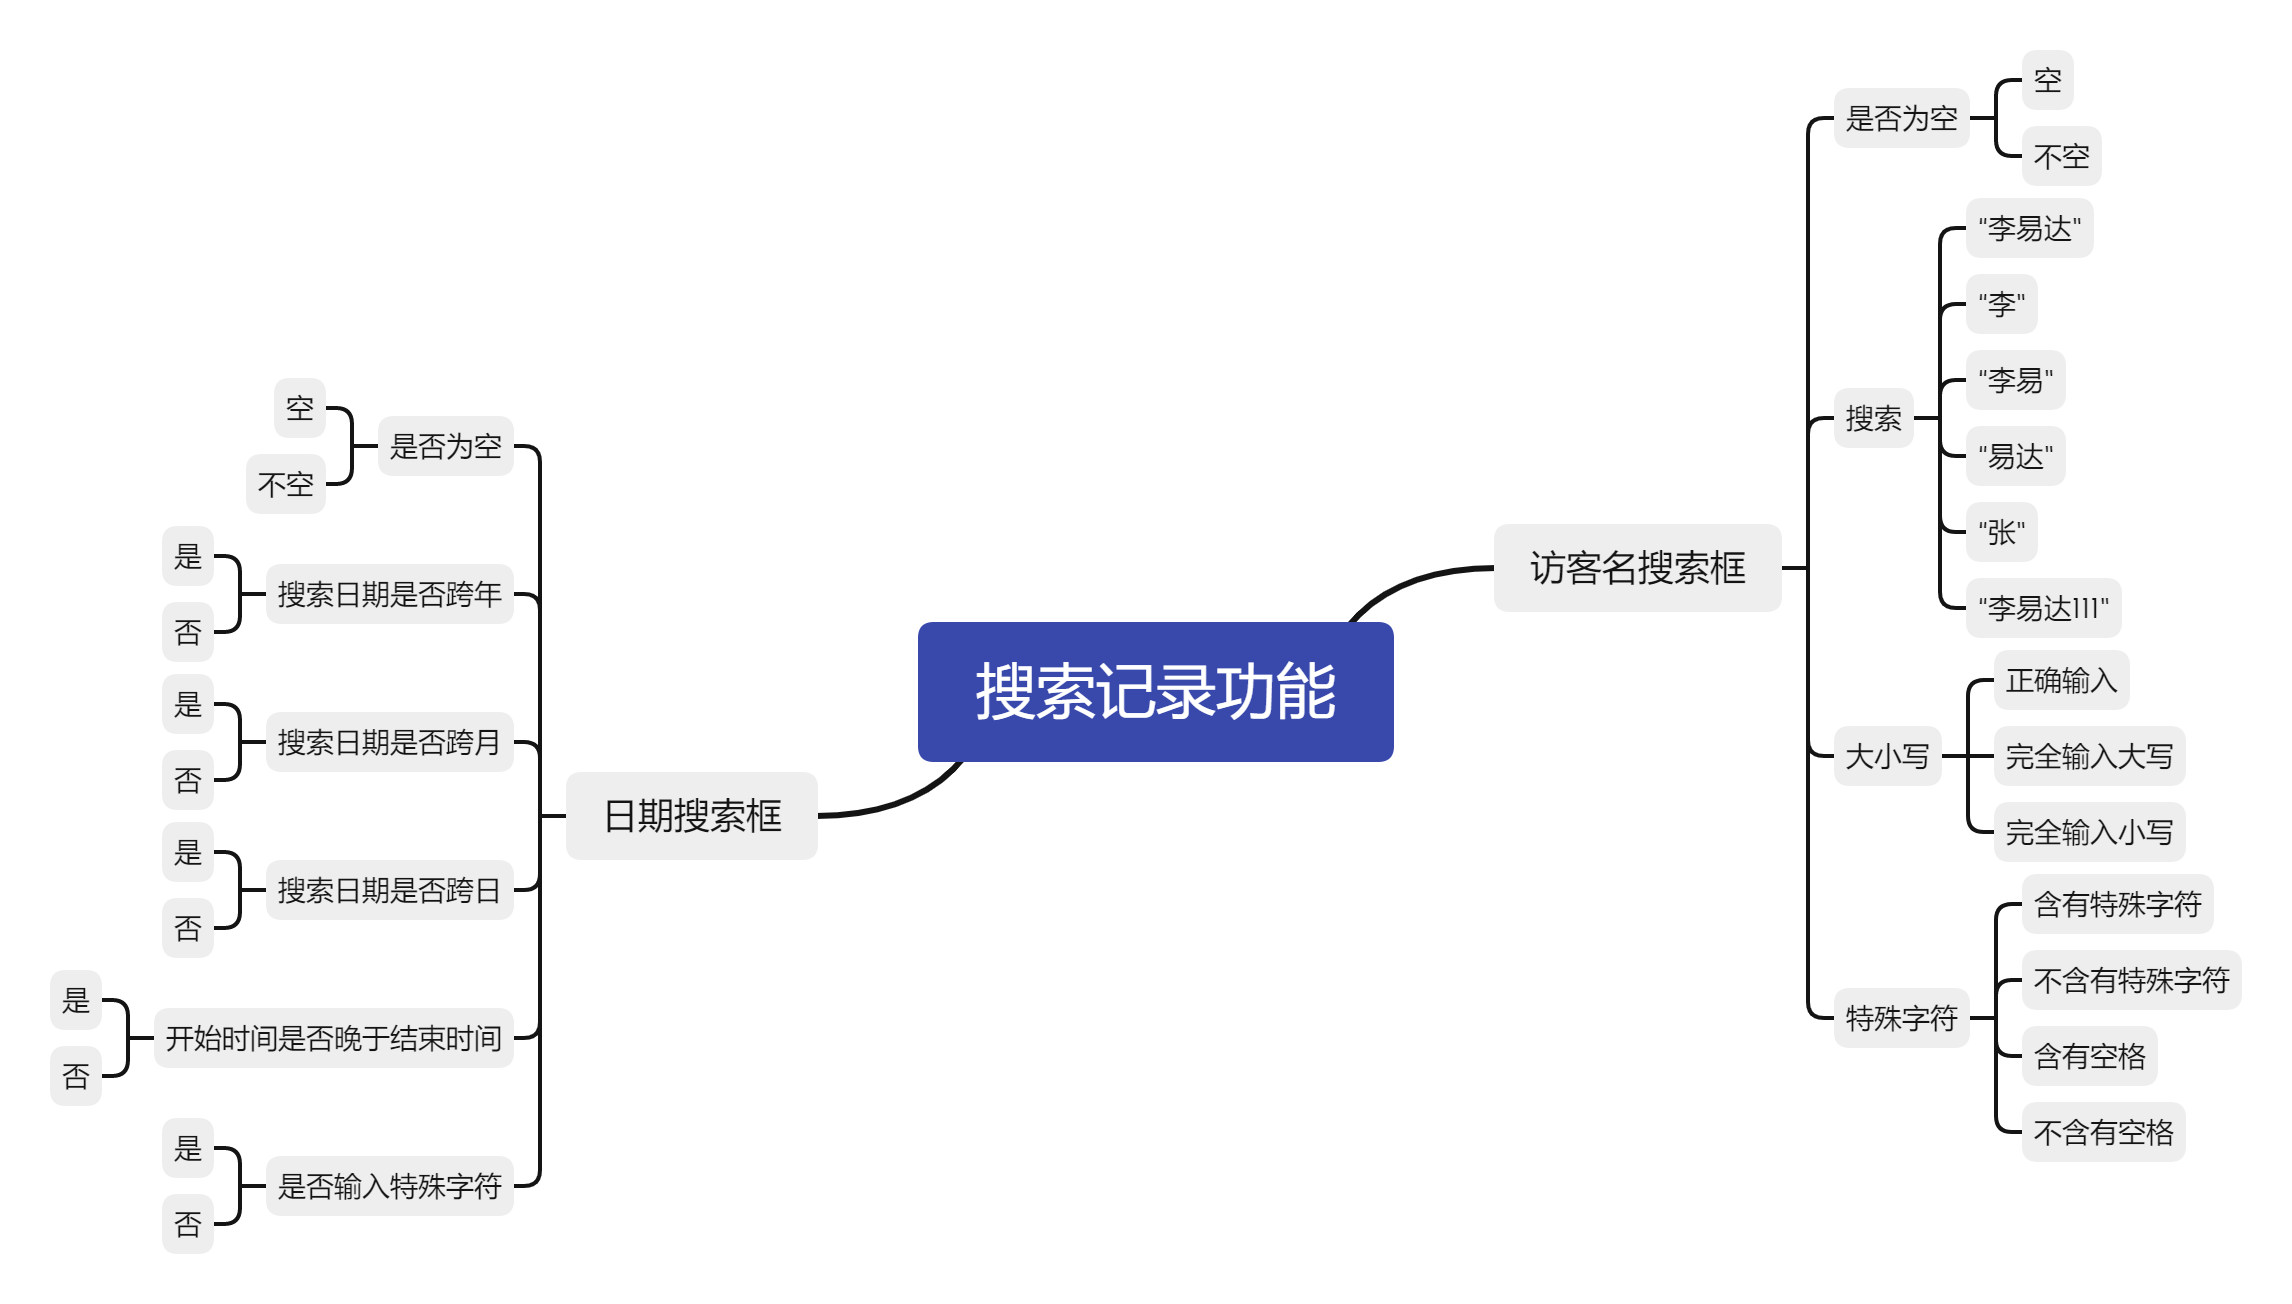 搜索记录功能
访客名搜索框
是否为空
空
不空
搜索
“李易达”
“李”
“李易”
“易达”
“张”
“李易达111”
大小写
正确输入
完全输入大写
完全输入小写
特殊字符
含有特殊字符
不含有特殊字符
含有空格
不含有空格
日期搜索框
是否为空
空
不空
搜索日期是否跨年
是
否
搜索日期是否跨月
是
否
搜索日期是否跨日
是
否
开始时间是否晚于结束时间
是
否
是否输入特殊字符
是
否